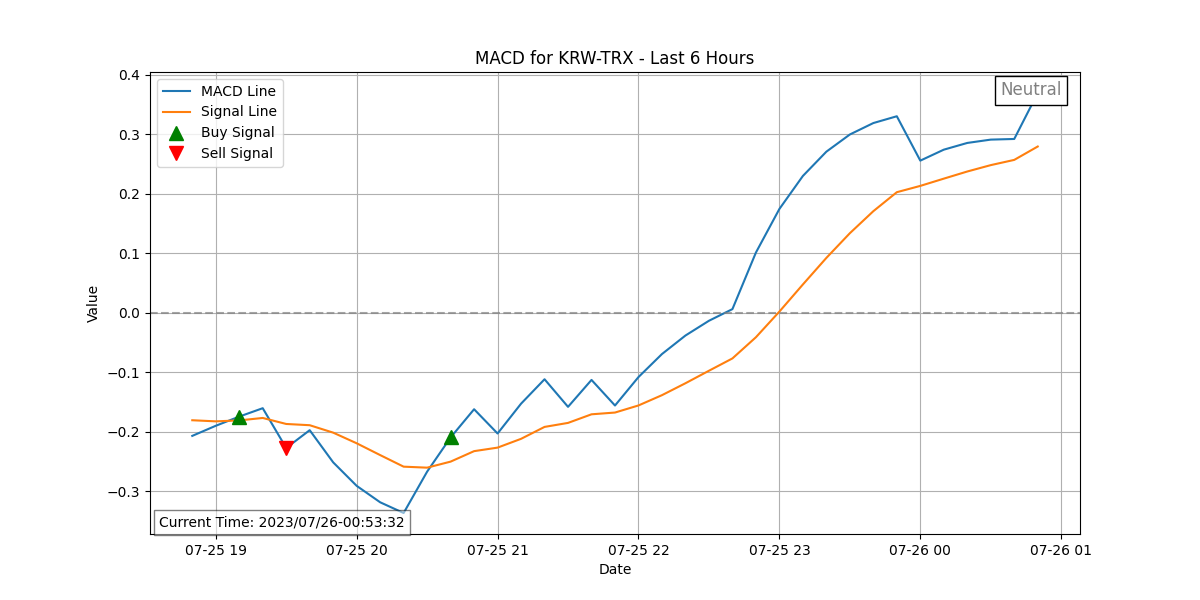 MACD for KRW-TRX - Last 6 Hours
MACD Line
Signal Line
Buy Signal
Sell Signal
Neutral
0.4
0.3
0.2
0.1
0.0
−0.1
−0.2
−0.3
Value
Current Time: 2023/07/26-00:53:32
07-25 19
07-25 20
07-25 21
07-25 22
07-25 23
07-26 00
07-26 01
Date